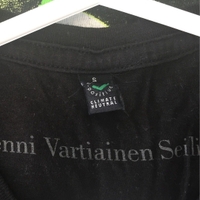 CLIMATE
NEUTRAL
enni Vartiainen Seili